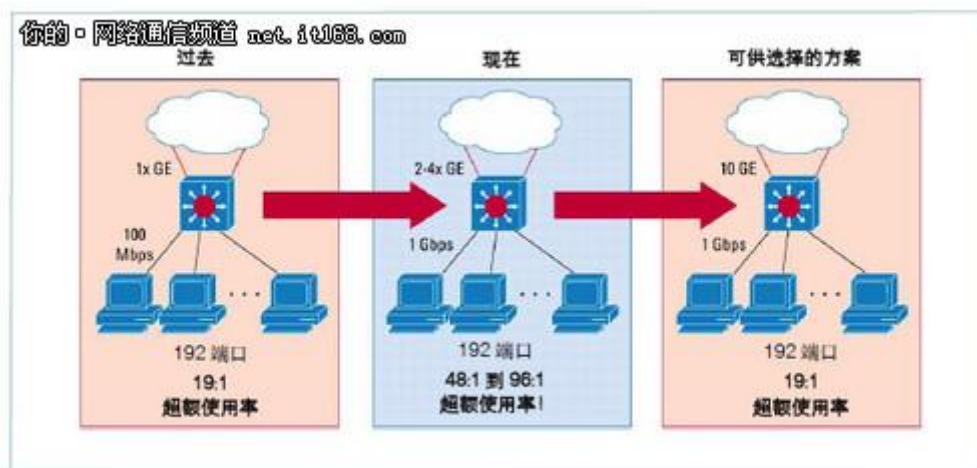 你的·网络通信频道 net.it168.com
过去
1x GE
100
Mbps
192 端口
19:1
超额使用率
现在
2-4x GE
1 Gbps
192 端口
48:1 到 96:1
超额使用率!
可供选择的方案
10 GE
1 Gbps
192 端口
19:1
超额使用率